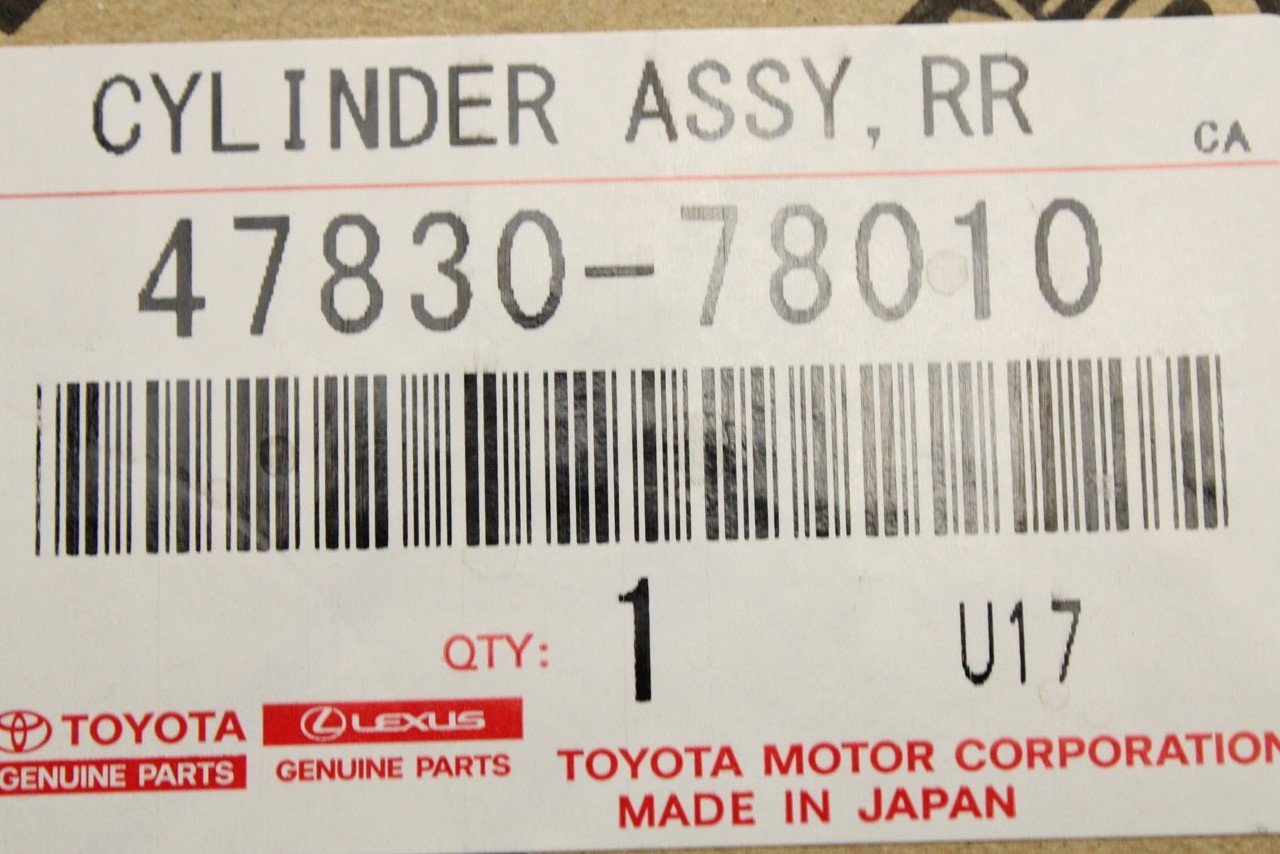 CYLINDER ASSY, RR
CA
47830-78010
QTY: 1 U17
TOYOTA
GENUINE PARTS
LEXUS
GENUINE PARTS
TOYOTA MOTOR CORPORATION
MADE IN JAPAN